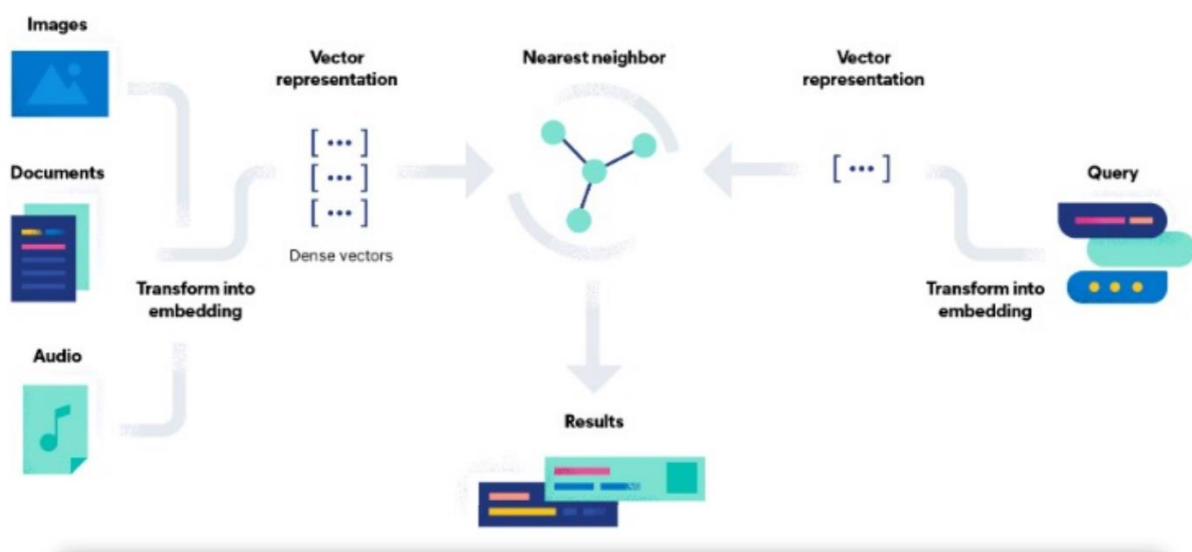 Images
Documents
Audio
Transform into
embedding
Vector
representation
[•••]
[•••]
[•••]
Dense vectors
Nearest neighbor
Results
Vector
representation
[•••]
Transform into
embedding
Query